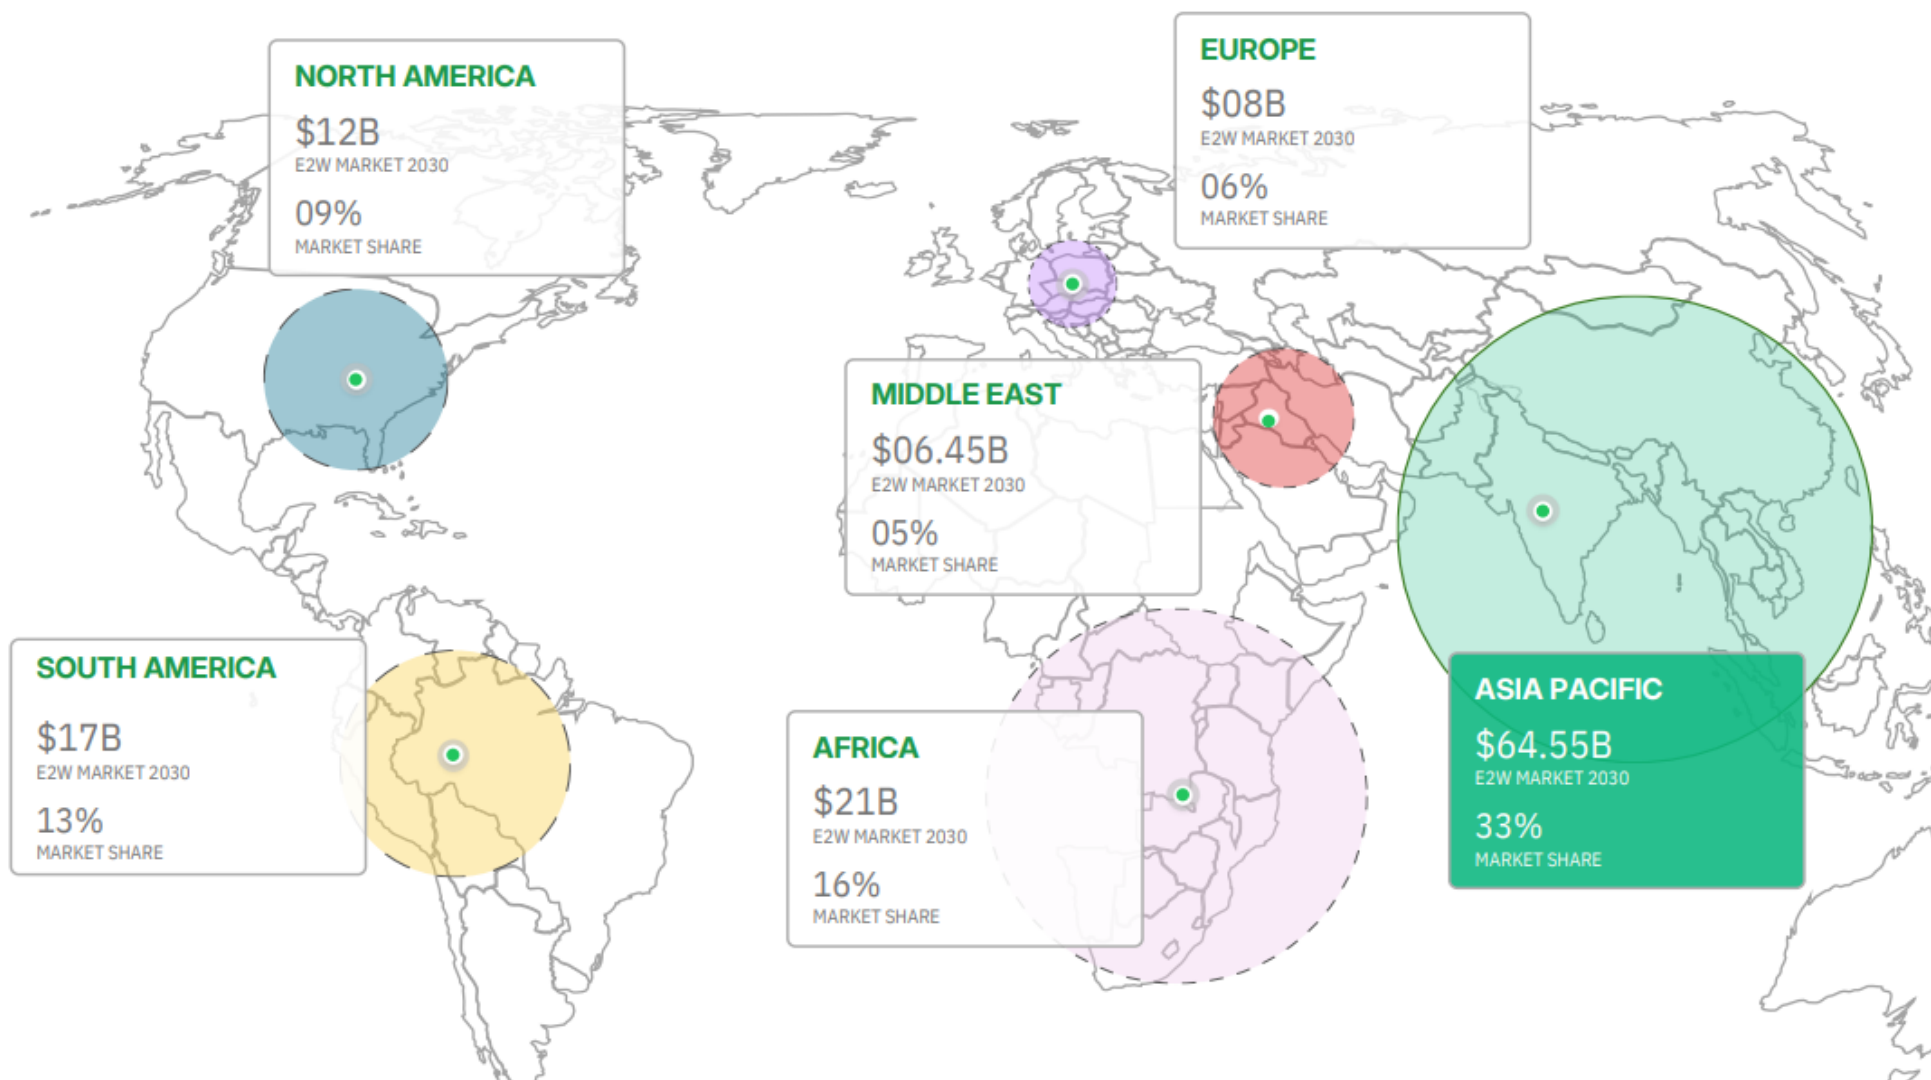 NORTH AMERICA
$12B
E2W MARKET 2030
09%
MARKET SHARE
EUROPE
$08B
E2W MARKET 2030
06%
MARKET SHARE
MIDDLE EAST
$06.45B
E2W MARKET 2030
05%
MARKET SHARE
SOUTH AMERICA
$17B
E2W MARKET 2030
13%
MARKET SHARE
AFRICA
$21B
E2W MARKET 2030
16%
MARKET SHARE
ASIA PACIFIC
$64.55B
E2W MARKET 2030
33%
MARKET SHARE